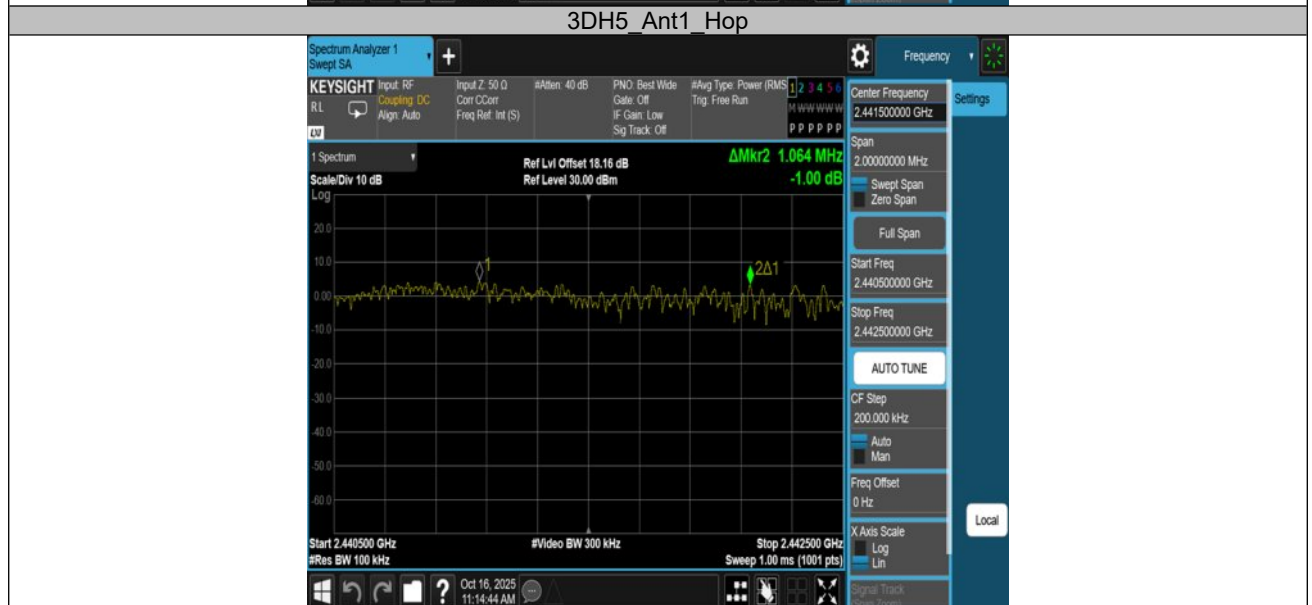 3DH5_Ant1_Hop
Spectrum Analyzer 1
Swept SA
+
Frequency
KEYSIGHT Input: RF Input Z: 50 Ω #Atten: 40 dB PNO: Best Wide #Avg Type: Power (RMS 1 2 3 4 5 6
RL Coupling: DC Corr CCorr Gate: Off Trig: Free Run M W W W W W
Align: Auto Freq Ref: Int (S) IF Gain: Low
LXI Sig Track: Off P P P P P P
1 Spectrum Ref Lvl Offset 18.16 dB ΔMkr2 1.064 MHz
Scale/Div 10 dB Ref Level 30.00 dBm -1.00 dB
Log
20.0
10.0
0.00
-10.0
-20.0
-30.0
-40.0
-50.0
-60.0
1
2Δ1
Start 2.440500 GHz #Video BW 300 kHz Stop 2.442500 GHz
#Res BW 100 kHz Sweep 1.00 ms (1001 pts)
?
Oct 16, 2025
11:14:44 AM
Center Frequency
2.441500000 GHz
Settings
Span
2.00000000 MHz
Swept Span
Zero Span
Full Span
Start Freq
2.440500000 GHz
Stop Freq
2.442500000 GHz
AUTO TUNE
CF Step
200.000 kHz
Auto
Man
Freq Offset
0 Hz
X Axis Scale
Log
Lin
Local
Signal Track
(Span Zoom)